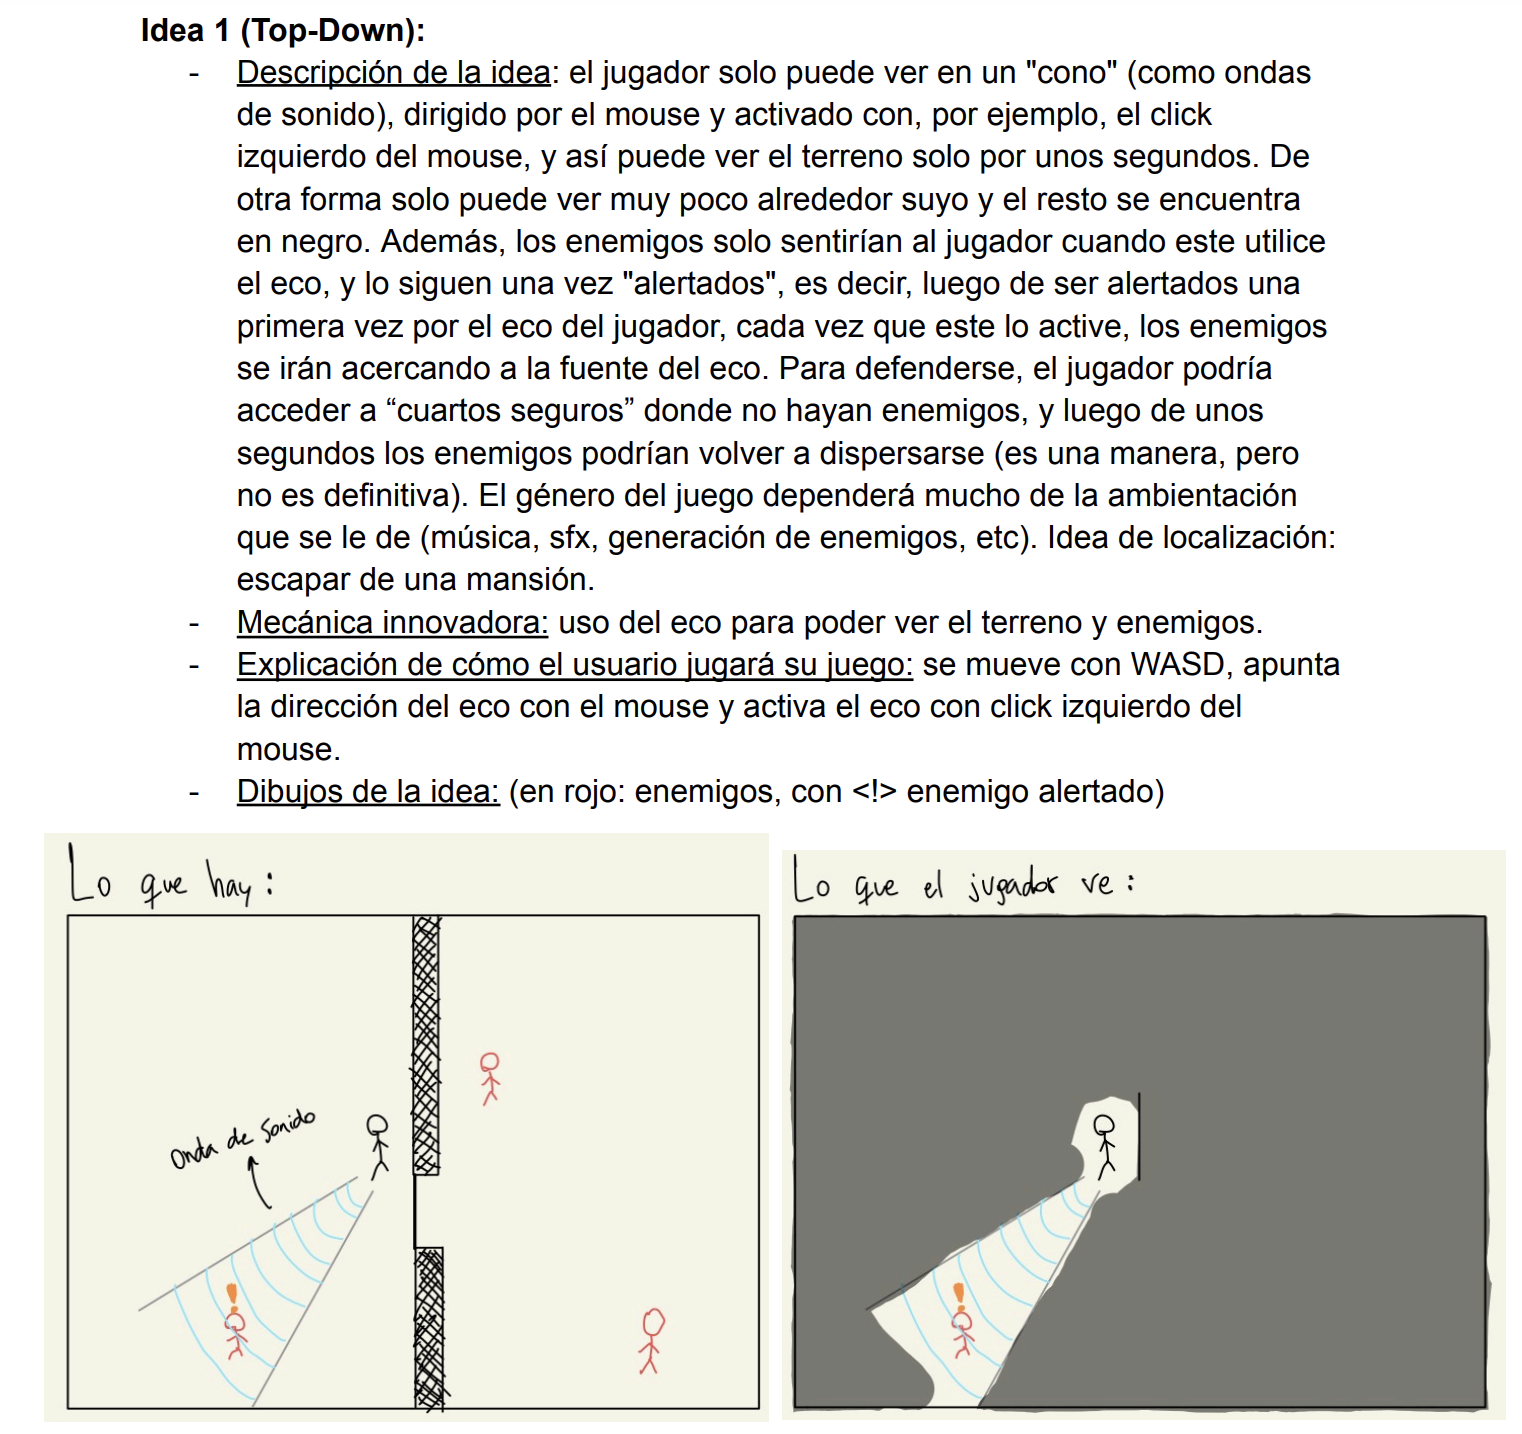 Idea 1 (Top-Down):
- Descripción de la idea: el jugador solo puede ver en un "cono" (como ondas
de sonido), dirigido por el mouse y activado con, por ejemplo, el click
izquierdo del mouse, y así puede ver el terreno solo por unos segundos. De
otra forma solo puede ver muy poco alrededor suyo y el resto se encuentra
en negro. Además, los enemigos solo sentirían al jugador cuando este utilice
el eco, y lo siguen una vez "alertados", es decir, luego de ser alertados una
primera vez por el eco del jugador, cada vez que este lo active, los enemigos
se irán acercando a la fuente del eco. Para defenderse, el jugador podría
acceder a “cuartos seguros” donde no hayan enemigos, y luego de unos
segundos los enemigos podrían volver a dispersarse (es una manera, pero
no es definitiva). El género del juego dependerá mucho de la ambientación
que se le de (música, sfx, generación de enemigos, etc). Idea de localización:
escapar de una mansión.
- Mecánica innovadora: uso del eco para poder ver el terreno y enemigos.
- Explicación de cómo el usuario jugará su juego: se mueve con WASD, apunta
la dirección del eco con el mouse y activa el eco con click izquierdo del
mouse.
- Dibujos de la idea: (en rojo: enemigos, con <!> enemigo alertado)
Lo que hay:
Onda de sonido
!
Lo que el jugador ve:
!